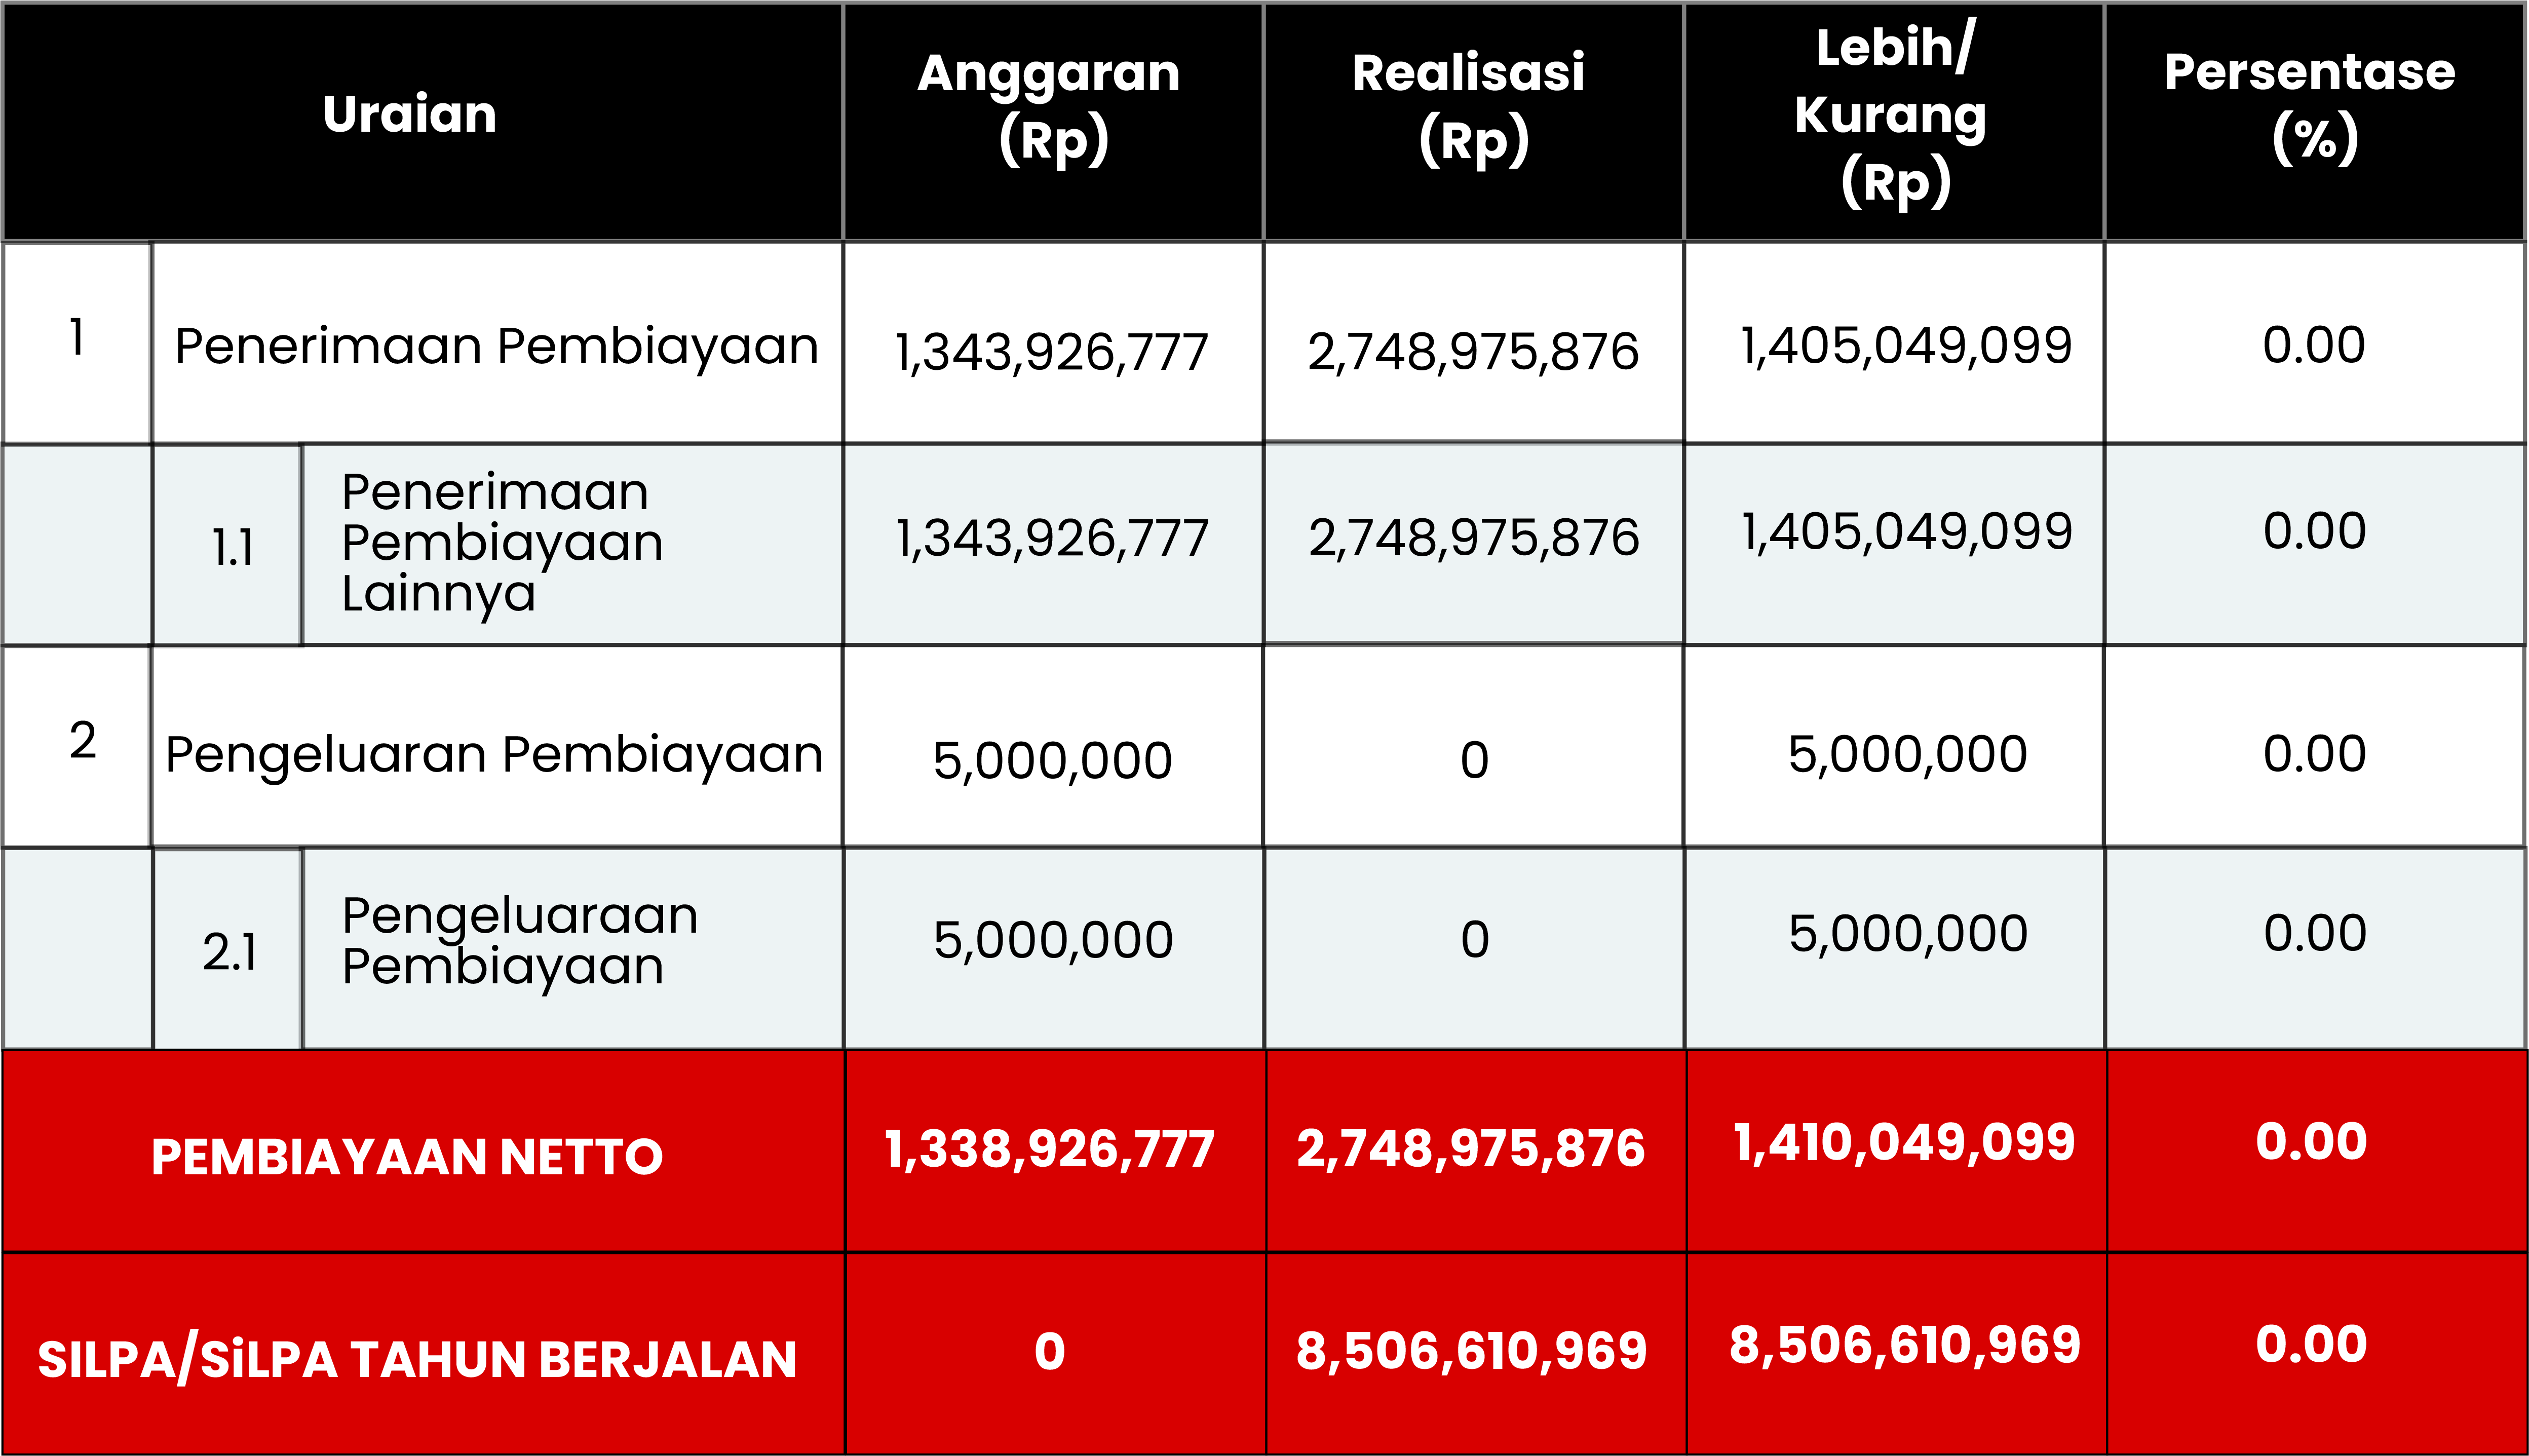 Uraian
Anggaran
(Rp)
Realisasi
(Rp)
Lebih/
Kurang
(Rp)
Persentase
(%)
1 Penerimaan Pembiayaan 1,343,926,777 2,748,975,876 1,405,049,099 0.00
1.1 Penerimaan
Pembiayaan
Lainnya
1,343,926,777 2,748,975,876 1,405,049,099 0.00
2 Pengeluaran Pembiayaan 5,000,000 0 5,000,000 0.00
2.1 Pengeluaraan
Pembiayaan
5,000,000 0 5,000,000 0.00
PEMBIAYAAN NETTO 1,338,926,777 2,748,975,876 1,410,049,099 0.00
SILPA/SiLPA TAHUN BERJALAN 0 8,506,610,969 8,506,610,969 0.00